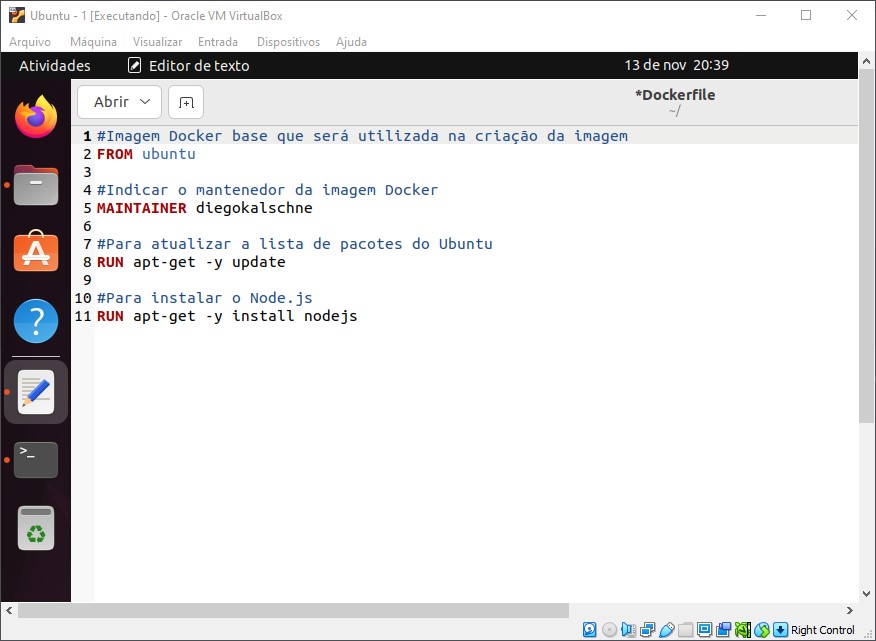 Ubuntu - 1 [Executando] - Oracle VM VirtualBox
Arquivo Máquina Visualizar Entrada Dispositivos Ajuda
Atividades Editor de texto 13 de nov 20:39
Abrir *Dockerfile
~/
1 #Imagem Docker base que será utilizada na criação da imagem
2 FROM ubuntu
3
4 #Indicar o mantenedor da imagem Docker
5 MAINTAINER diegokalschne
6
7 #Para atualizar a lista de pacotes do Ubuntu
8 RUN apt-get -y update
9
10 #Para instalar o Node.js
11 RUN apt-get -y install nodejs
Right Control